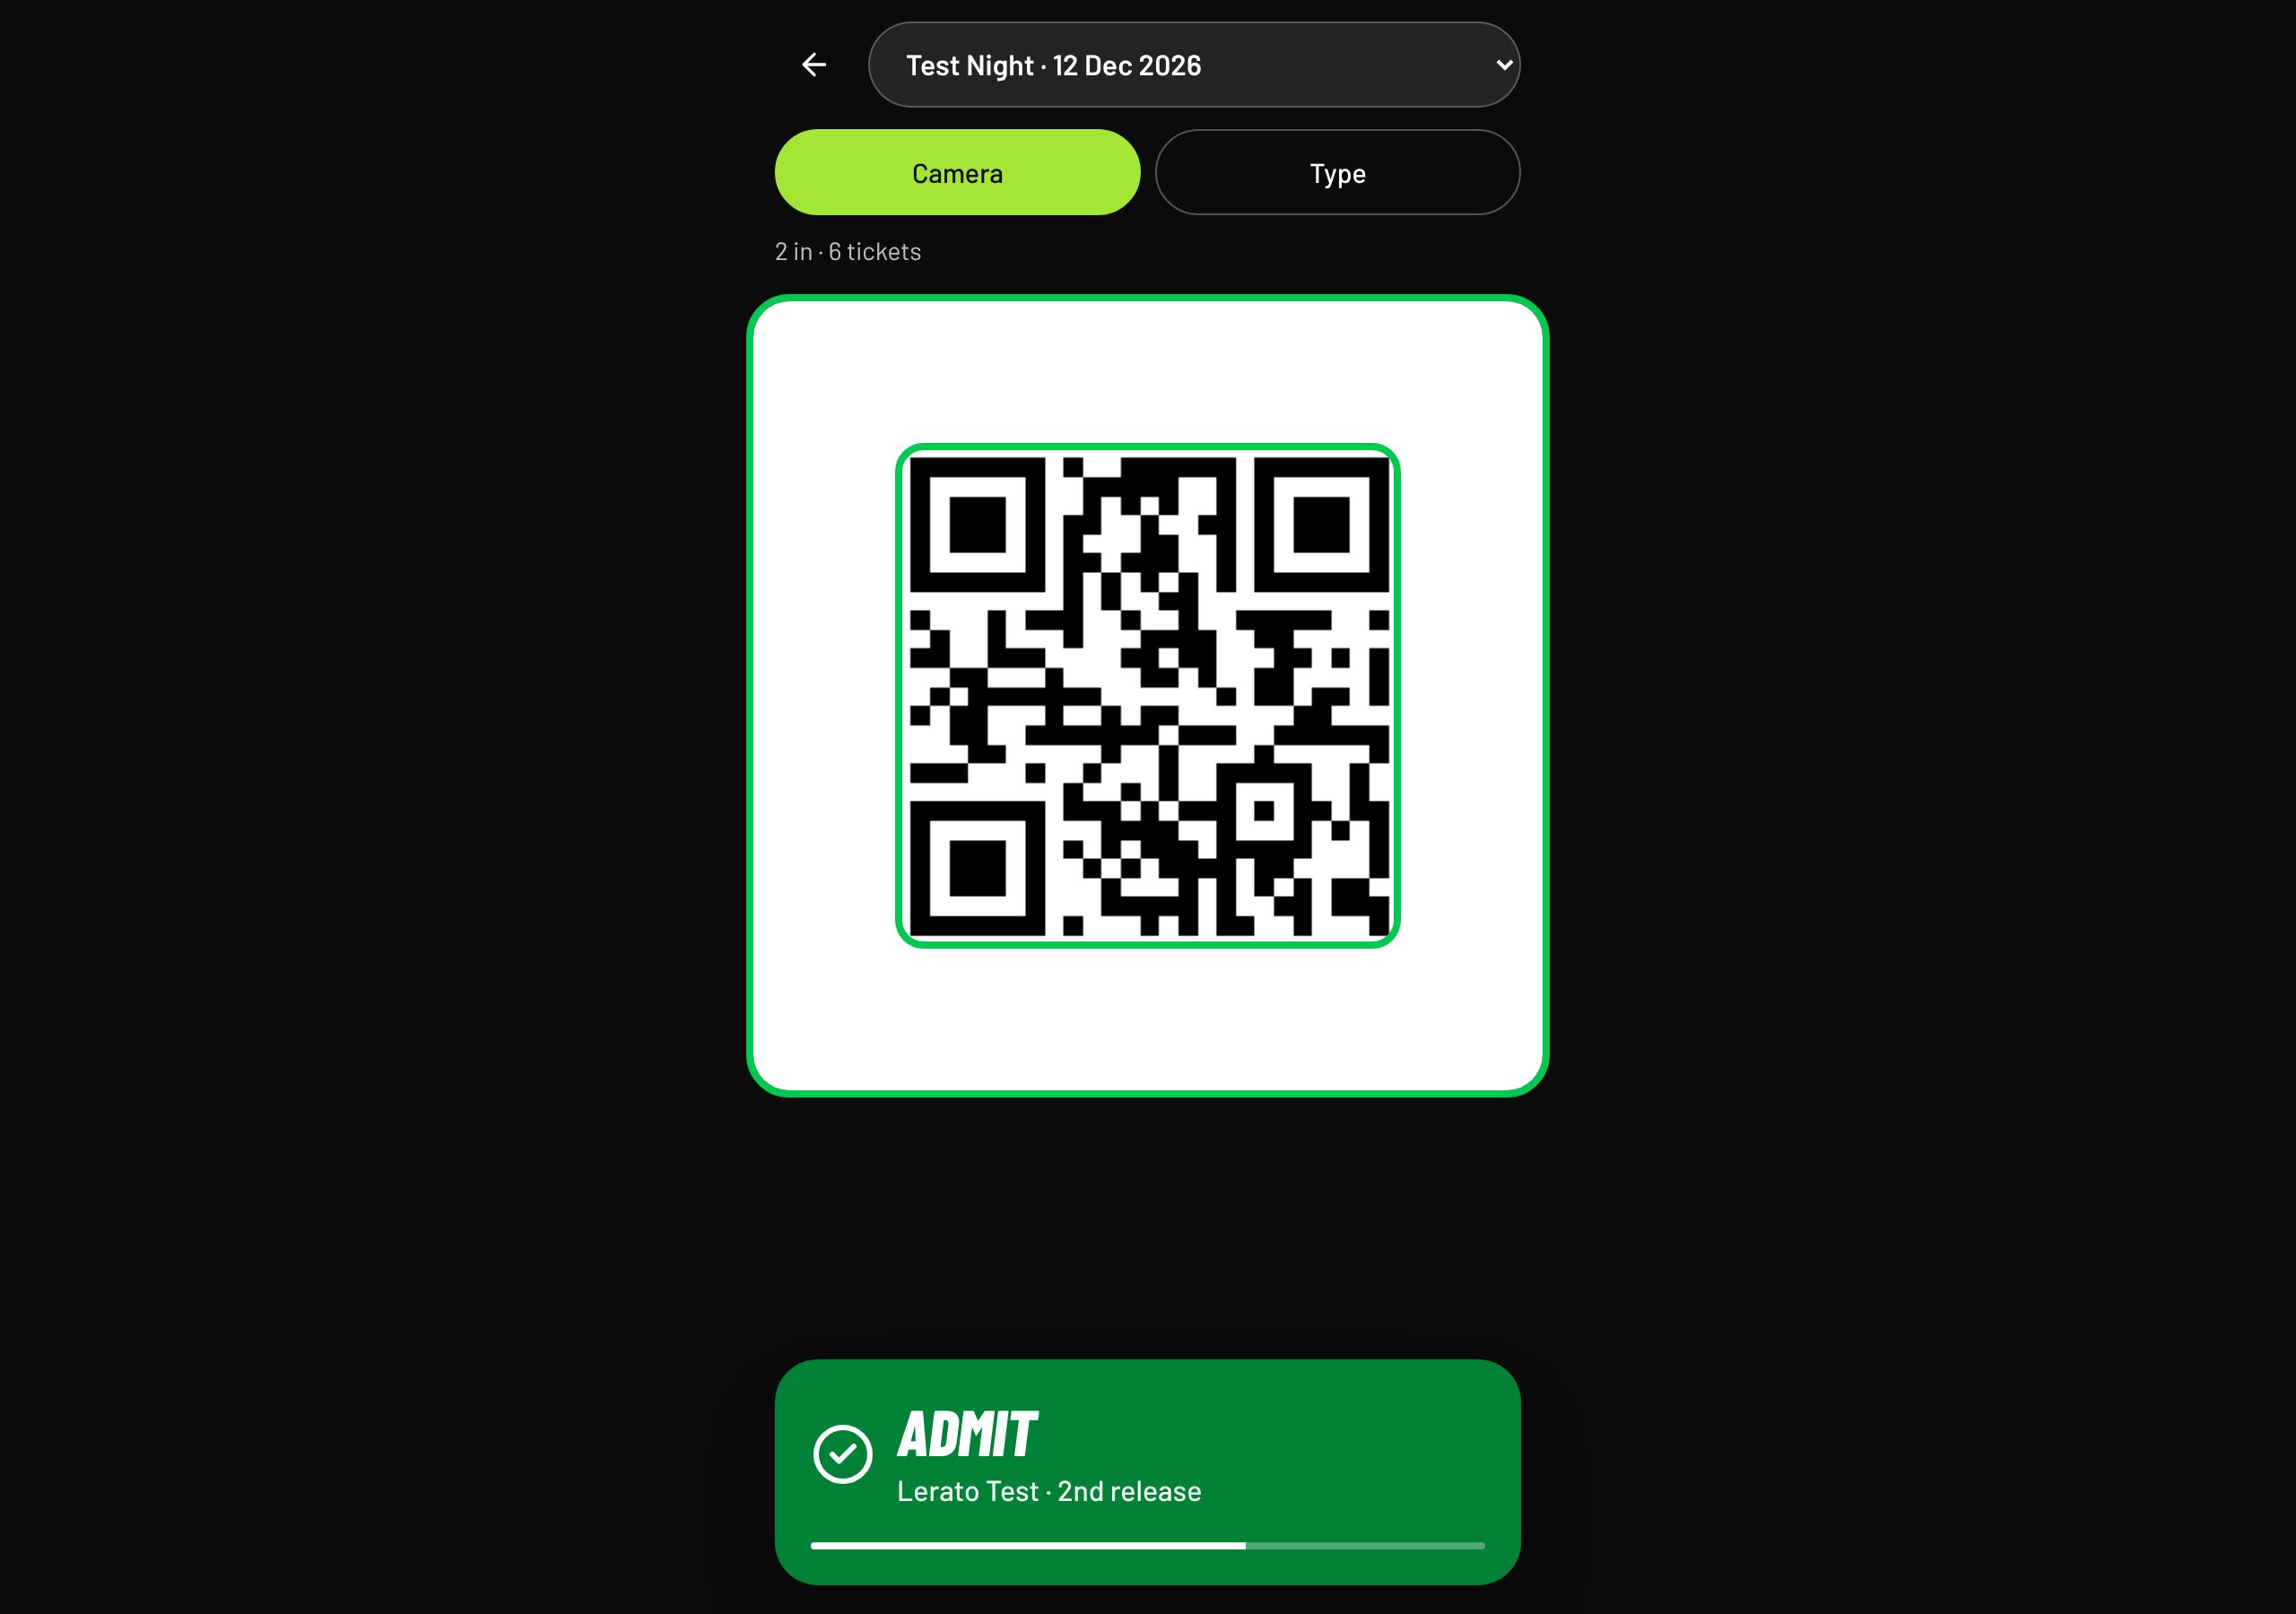 Test Night · 12 Dec 2026
Camera
Type
2 in · 6 tickets
ADMIT
Lerato Test · 2nd release